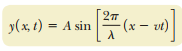 y(x, t) = A sin [ 2π/λ (x − vt) ]